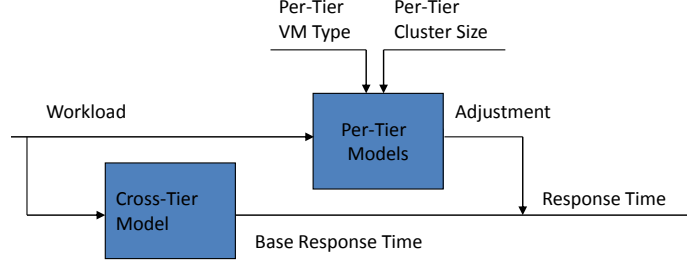 Per-Tier
VM Type
Per-Tier
Cluster Size
Workload
Per-Tier
Models
Adjustment
Cross-Tier
Model
Response Time
Base Response Time